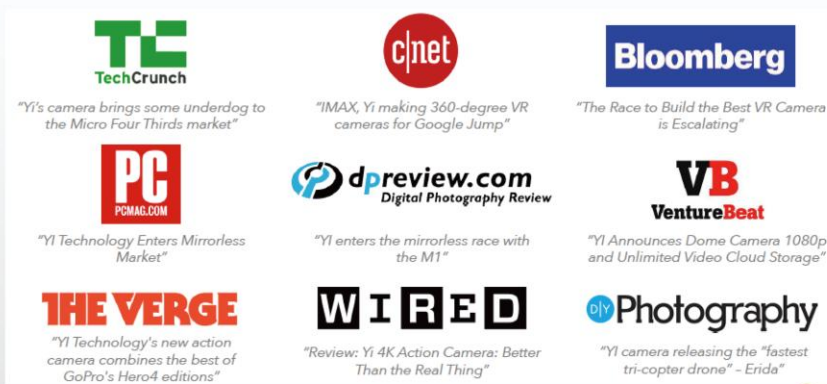 TC
TechCrunch
"Yi's camera brings some underdog to
the Micro Four Thirds market"
c|net
"IMAX, Yi making 360-degree VR
cameras for Google Jump"
Bloomberg
"The Race to Build the Best VR Camera
is Escalating"
PC
PCMAG.COM
"YI Technology Enters Mirrorless
Market"
dpreview.com
Digital Photography Review
"YI enters the mirrorless race with
the M1"
VB
VentureBeat
"YI Announces Dome Camera 1080p
and Unlimited Video Cloud Storage"
THE VERGE
"YI Technology's new action
camera combines the best of
GoPro's Hero4 editions"
WIRED
"Review: Yi 4K Action Camera: Better
Than the Real Thing"
DIY Photography
"YI camera releasing the "fastest
tri-copter drone" – Erida"